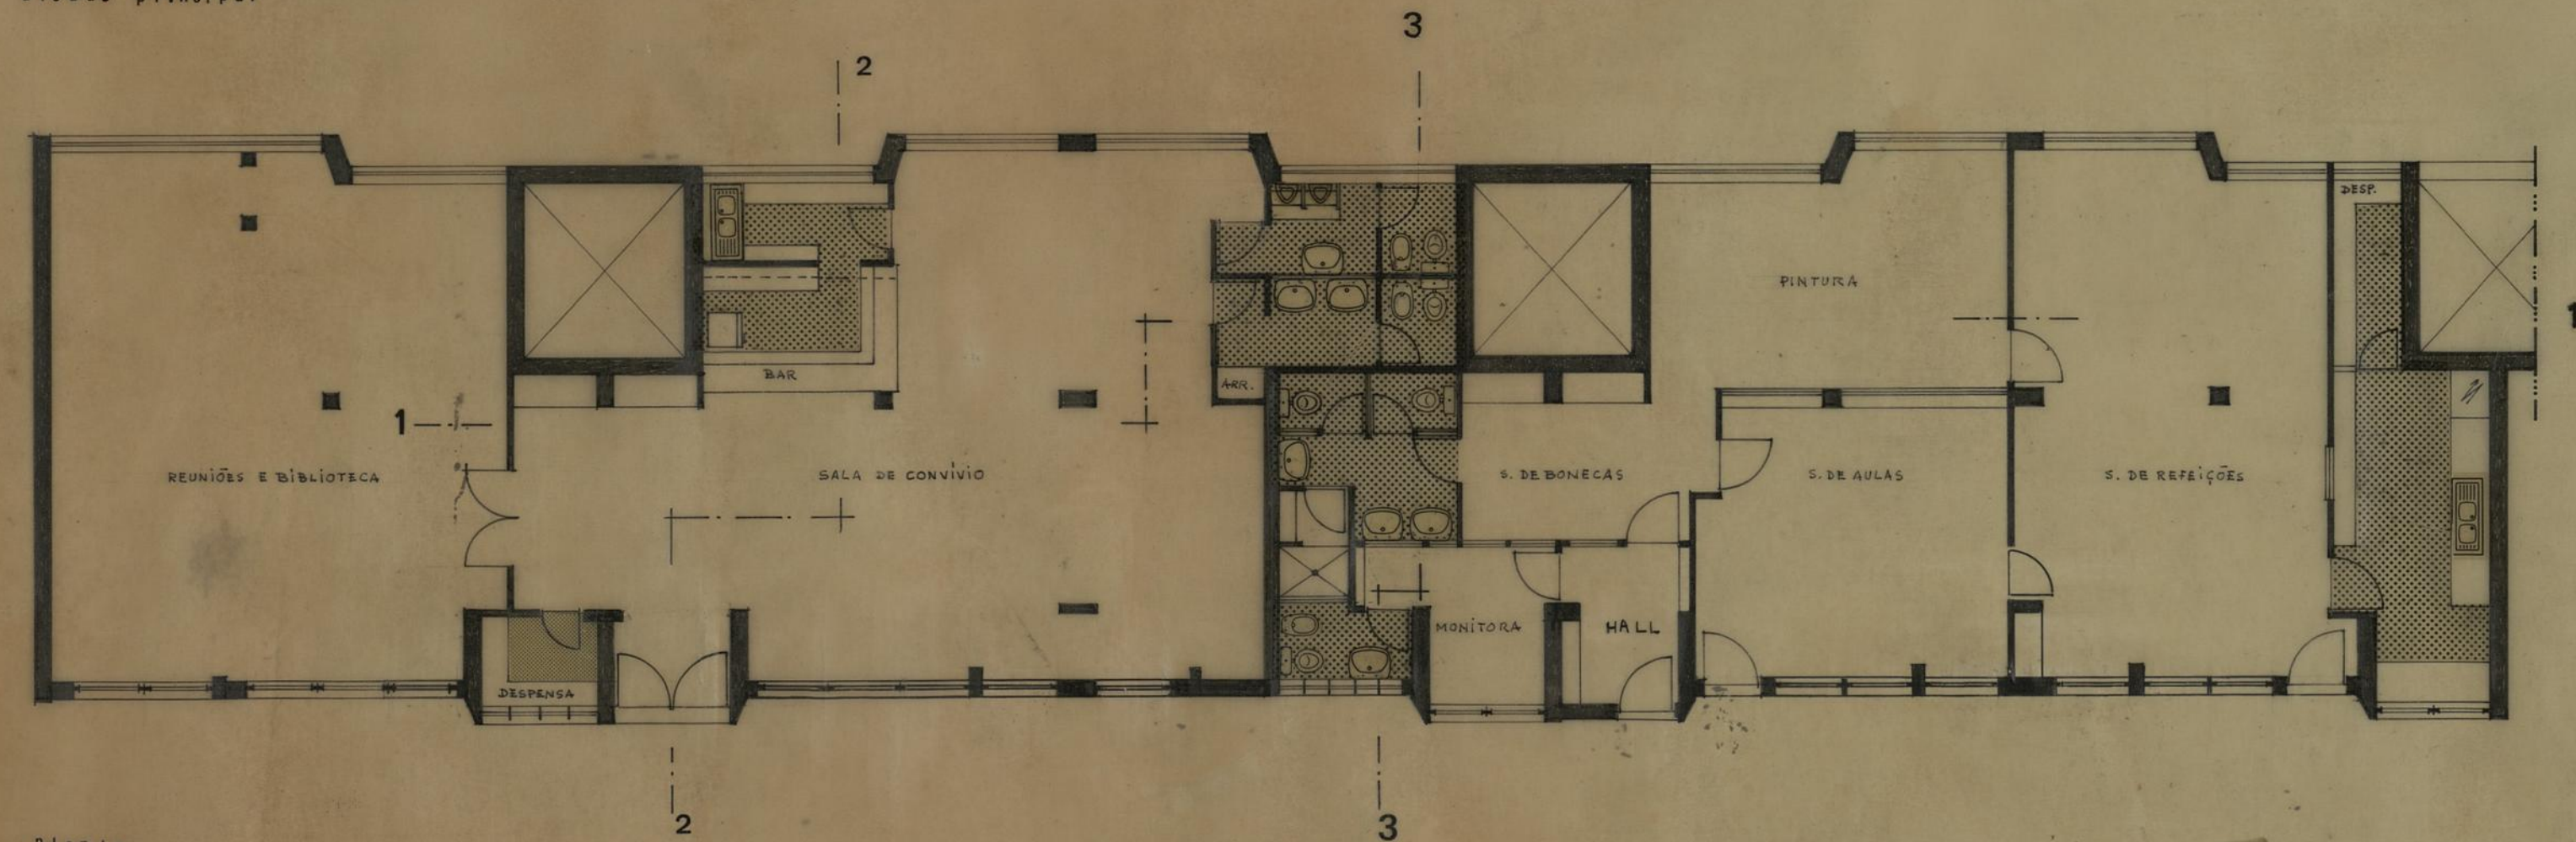 3
2
DESP.
PINTURA
1
BAR
ARR.
1
REUNIÕES E BIBLIOTECA
SALA DE CONVÍVIO
S. DE BONECAS
S. DE AULAS
S. DE REFEIÇÕES
MONITORA
HALL
DESPENSA
2
3